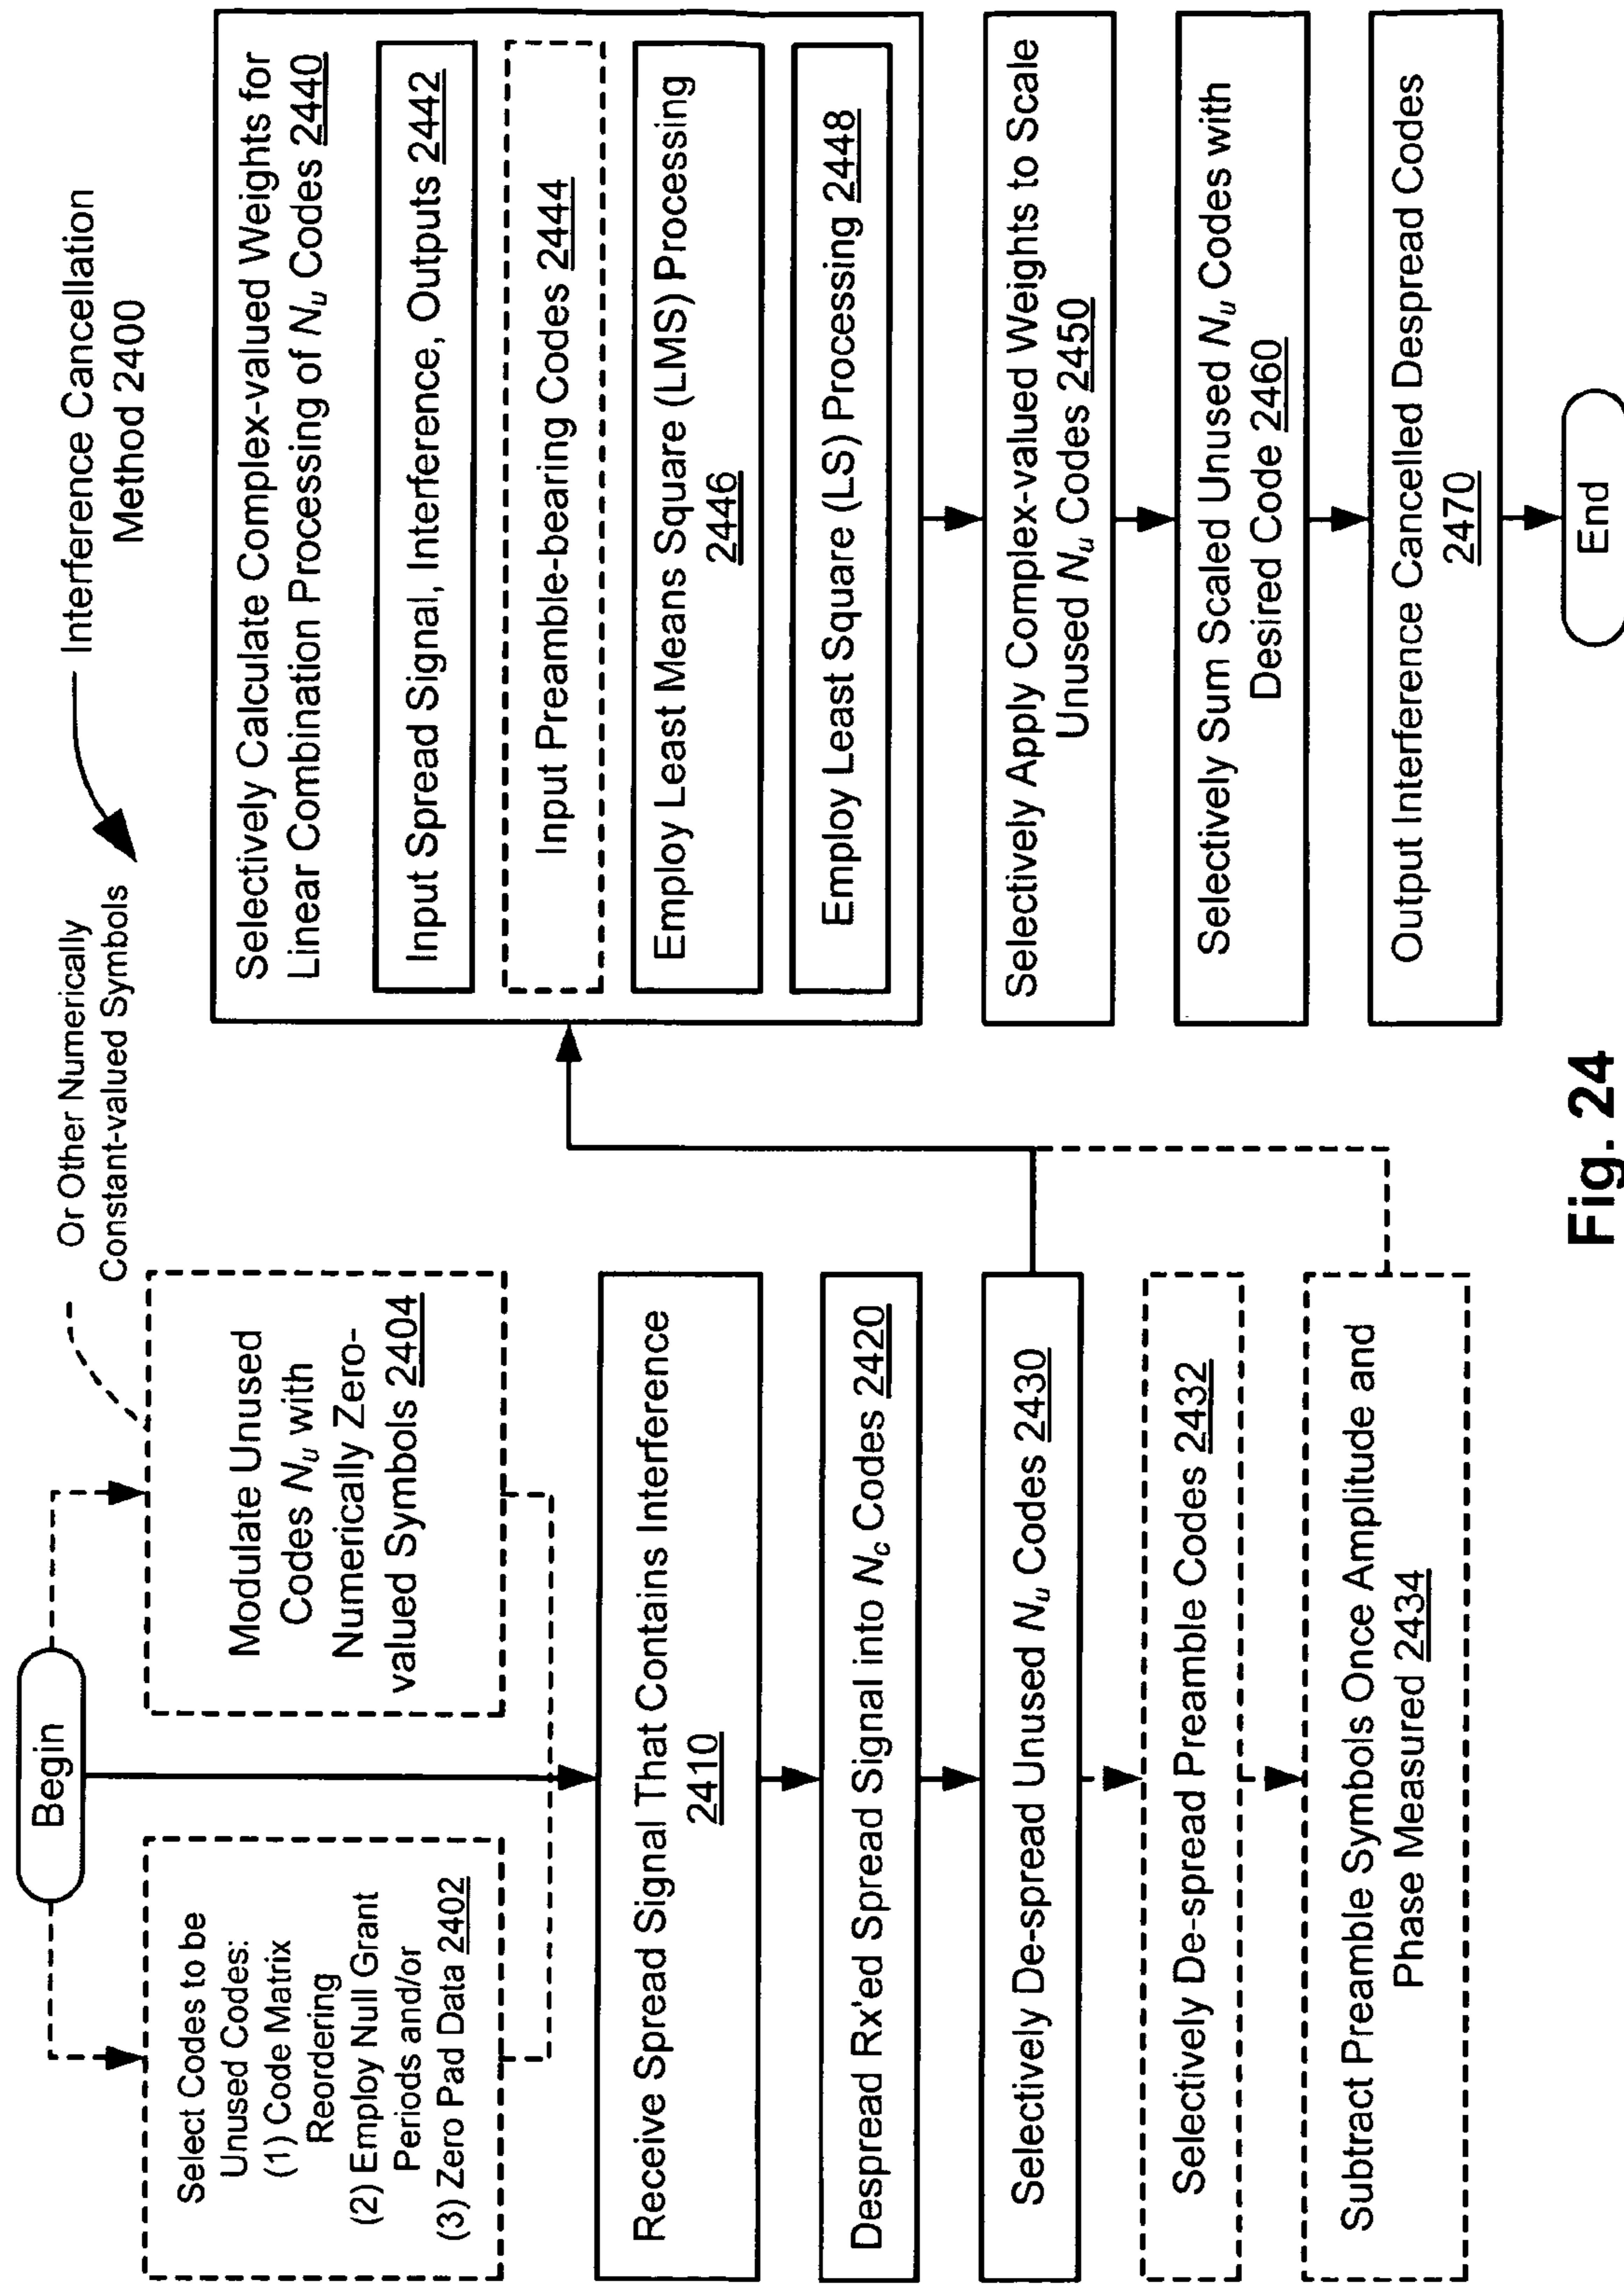 Interference Cancellation
Method 2400
Or Other Numerically
Constant-valued Symbols
Begin
Select Codes to be
Unused Codes:
(1) Code Matrix
Reordering
(2) Employ Null Grant
Periods and/or
(3) Zero Pad Data 2402
Modulate Unused
Codes Nu with
Numerically Zero-
valued Symbols 2404
Receive Spread Signal That Contains Interference
2410
Despread Rx'ed Spread Signal into Nc Codes 2420
Selectively De-spread Unused Nu Codes 2430
Selectively De-spread Preamble Codes 2432
Subtract Preamble Symbols Once Amplitude and
Phase Measured 2434
Selectively Calculate Complex-valued Weights for
Linear Combination Processing of Nu Codes 2440
Input Spread Signal, Interference, Outputs 2442
Input Preamble-bearing Codes 2444
Employ Least Means Square (LMS) Processing
2446
Employ Least Square (LS) Processing 2448
Selectively Apply Complex-valued Weights to Scale
Unused Nu Codes 2450
Selectively Sum Scaled Unused Nu Codes with
Desired Code 2460
Output Interference Cancelled Despread Codes
2470
End
Fig. 24